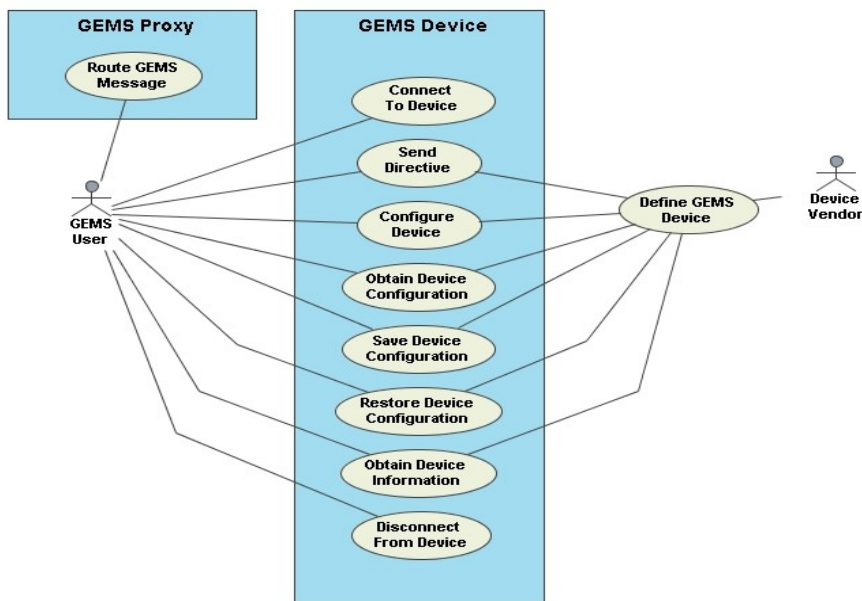 GEMS Proxy
Route GEMS
Message
GEMS Device
Connect
To Device
Send
Directive
Configure
Device
Obtain Device
Configuration
Save Device
Configuration
Restore Device
Configuration
Obtain Device
Information
Disconnect
From Device
GEMS
User
Define GEMS
Device
Device
Vendor